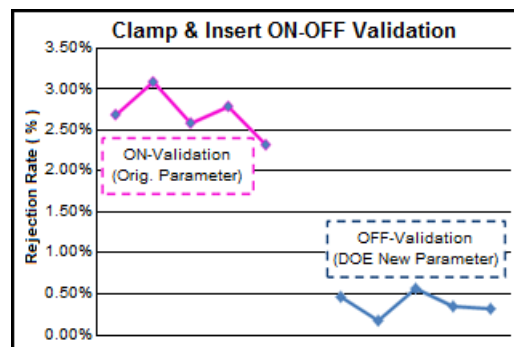 Clamp & Insert ON-OFF Validation
3.50%
3.00%
2.50%
2.00%
1.50%
1.00%
0.50%
0.00%
Rejection Rate ( % )
ON-Validation
(Orig. Parameter)
OFF-Validation
(DOE New Parameter)